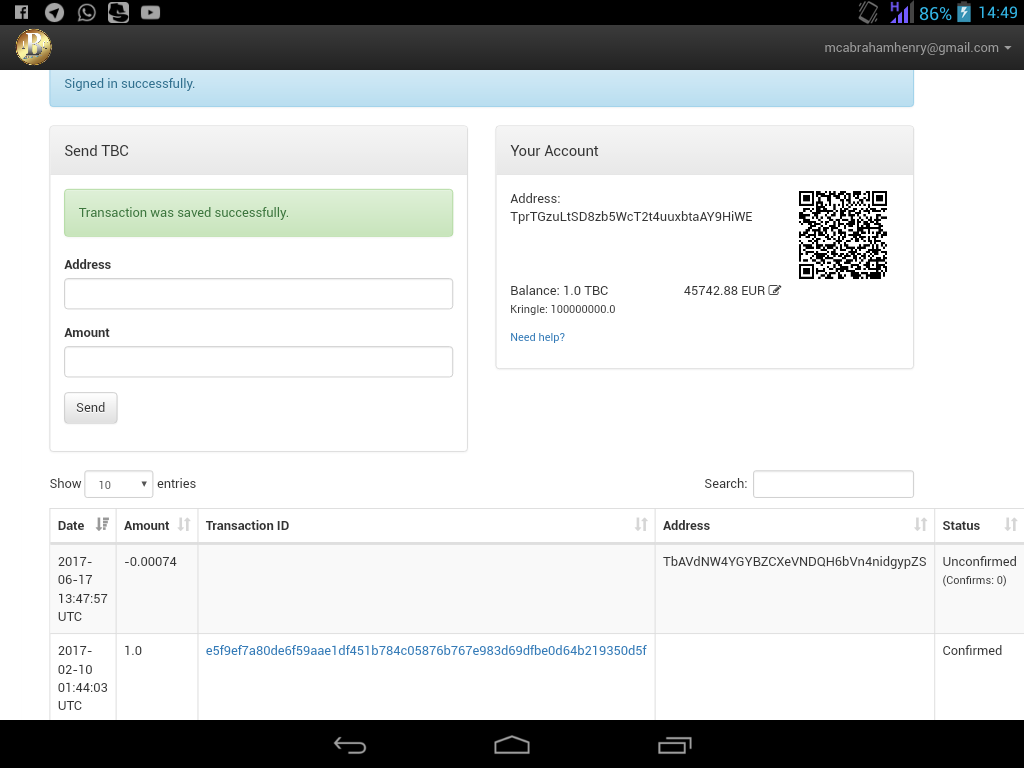 86% 14:49
mcabrahamhenry@gmail.com
Signed in successfully.
Send TBC
Transaction was saved successfully.
Address
Amount
Send
Your Account
Address:
TprTGzuLtSD8zb5WcT2t4uuxbtaAY9HiWE
Balance: 1.0 TBC 45742.88 EUR
Kringle: 100000000.0
Need help?
Show 10 entries Search:
Date Amount Transaction ID Address Status
2017-
06-17
13:47:57
UTC
-0.00074
TbAVdNW4YGYBZCXeVNDQH6bVn4nidgypZS
Unconfirmed
(Confirms: 0)
2017-
02-10
01:44:03
UTC
1.0
e5f9ef7a80de6f59aae1df451b784c05876b767e983d69dfbe0d64b219350d5f
Confirmed